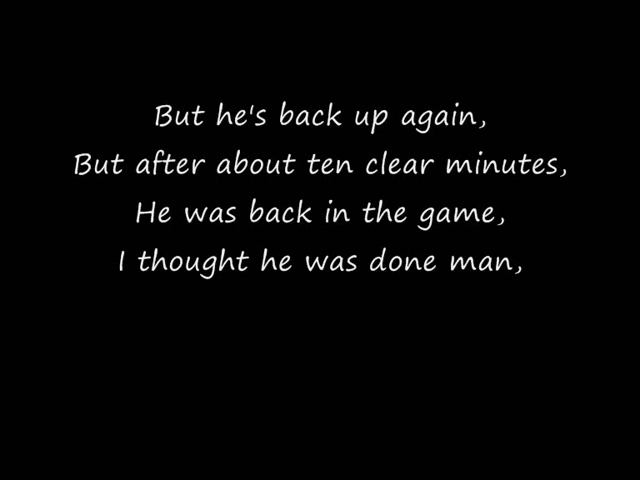 But he's back up again,
But after about ten clear minutes,
He was back in the game,
I thought he was done man,